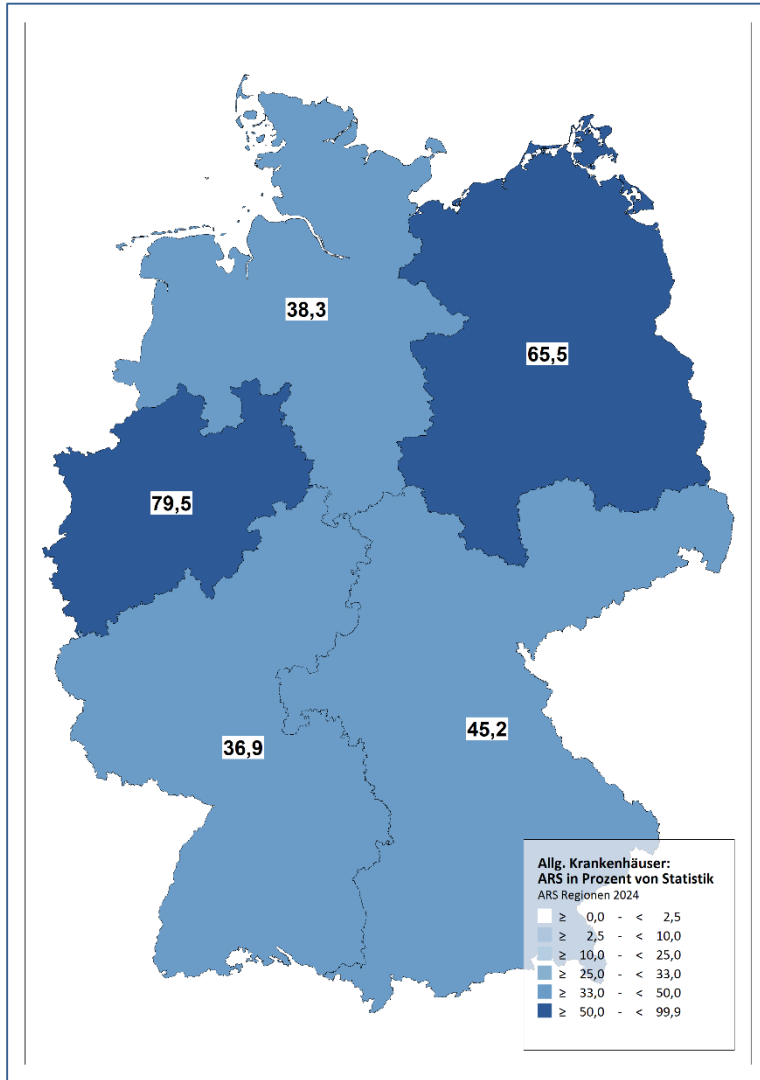 38,3
65,5
79,5
45,2
36,9
Allg. Krankenhäuser:
ARS in Prozent von Statistik
ARS Regionen 2024
≥ 0,0 - < 2,5
≥ 2,5 - < 10,0
≥ 10,0 - < 25,0
≥ 25,0 - < 33,0
≥ 33,0 - < 50,0
≥ 50,0 - < 99,9